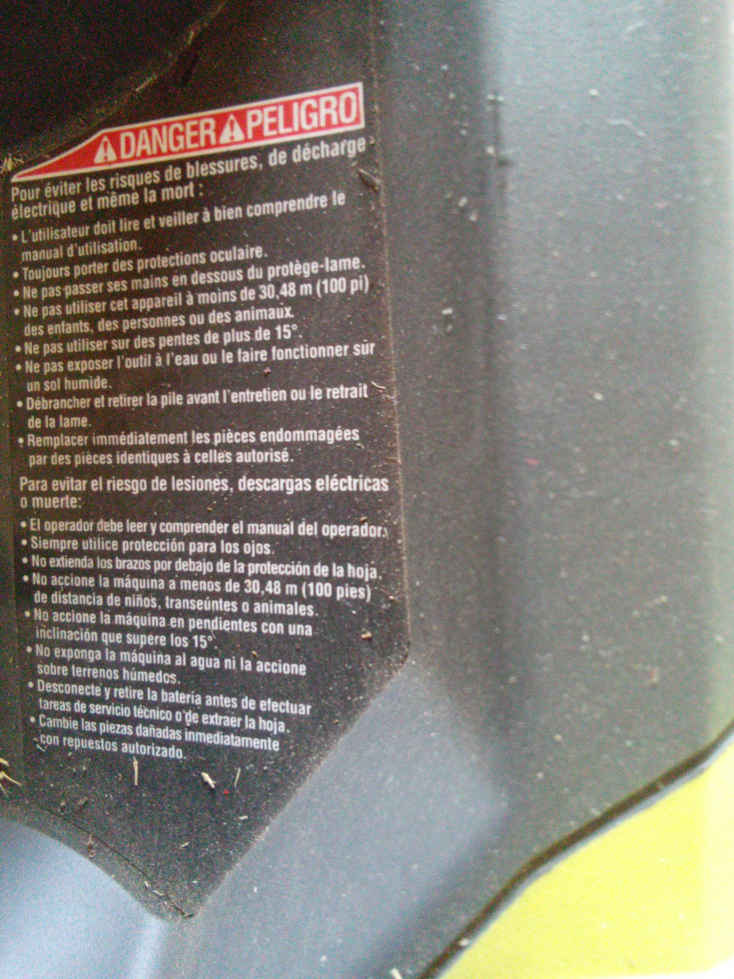 DANGER PELIGRO
Pour éviter les risques de blessures, de décharge
électrique et même la mort :
• L'utilisateur doit lire et veiller à bien comprendre le
manual d'utilisation.
• Toujours porter des protections oculaire.
• Ne pas passer ses mains en dessous du protège-lame.
• Ne pas utiliser cet appareil à moins de 30,48 m (100 pi)
des enfants, des personnes ou des animaux.
• Ne pas utiliser sur des pentes de plus de 15°.
• Ne pas exposer l'outil à l'eau ou le faire fonctionner sur
un sol humide.
• Débrancher et retirer la pile avant l'entretien ou le retrait
de la lame.
• Remplacer immédiatement les pièces endommagées
par des pièces identiques à celles autorisé.
Para evitar el riesgo de lesiones, descargas eléctricas
o muerte:
• El operador debe leer y comprender el manual del operador.
• Siempre utilice protección para los ojos.
• No extienda los brazos por debajo de la protección de la hoja.
• No accione la máquina a menos de 30,48 m (100 pies)
de distancia de niños, transeúntes o animales.
• No accione la máquina en pendientes con una
inclinación que supere los 15°.
• No exponga la máquina al agua ni la accione
sobre terrenos húmedos.
• Desconecte y retire la batería antes de efectuar
tareas de servicio técnico o de extraer la hoja.
• Cambie las piezas dañadas inmediatamente
con repuestos autorizado.